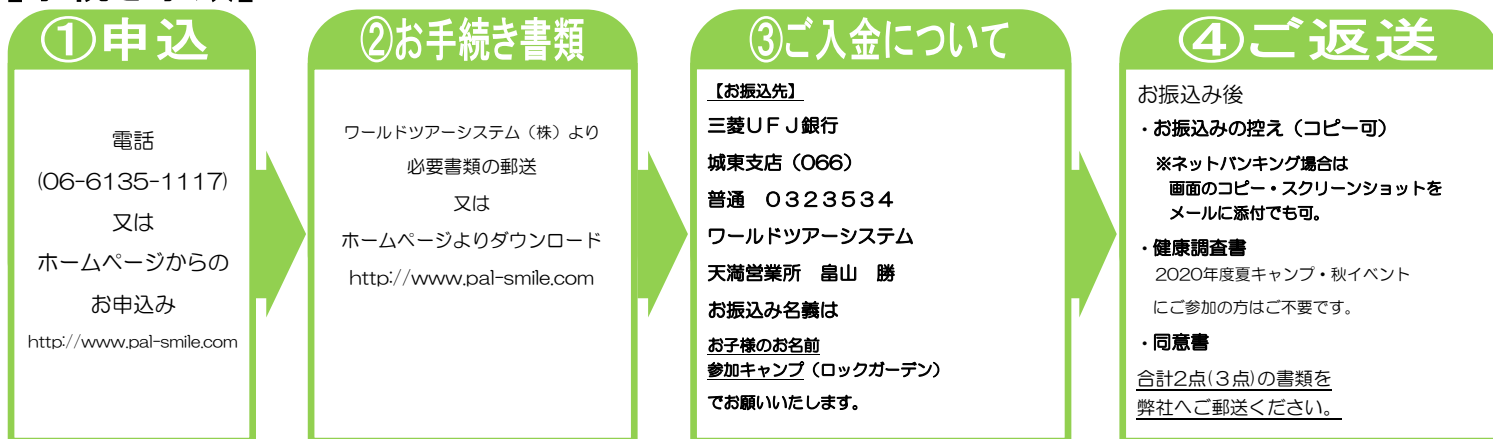 ①申込
電話
(06-6135-1117)
又は
ホームページからの
お申込み
http://www.pal-smile.com
②お手続き書類
ワールドツアーシステム（株）より
必要書類の郵送
又は
ホームページよりダウンロード
http://www.pal-smile.com
③ご入金について
【お振込先】
三菱ＵＦＪ銀行
城東支店（066）
普通　０３２３５３４
ワールドツアーシステム
天満営業所　畠山　勝
お振込み名義は
お子様のお名前
参加キャンプ（ロックガーデン）
でお願いいたします。
④ご返送
お振込み後
・お振込みの控え（コピー可）
※ネットバンキング場合は
画面のコピー・スクリーンショットを
メールに添付でも可。
・健康調査書
2020年度夏キャンプ・秋イベント
にご参加の方はご不要です。
・同意書
合計2点(３点)の書類を
弊社へご郵送ください。